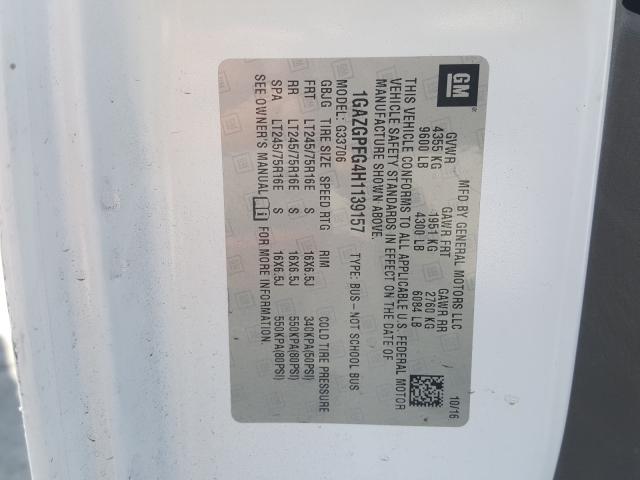 GM
MFD BY GENERAL MOTORS LLC 10/16
GVWR GAWR FRT GAWR RR
4355 KG 1951 KG 2760 KG
9600 LB 4300 LB 6084 LB
THIS VEHICLE CONFORMS TO ALL APPLICABLE U.S. FEDERAL MOTOR
VEHICLE SAFETY STANDARDS IN EFFECT ON THE DATE OF
MANUFACTURE SHOWN ABOVE.
1GAZGPFG4H1139157 TYPE: BUS–NOT SCHOOL BUS
MODEL: G33706
GBJG TIRE SIZE SPEED RTG RIM COLD TIRE PRESSURE
FRT LT245/75R16E S 16X6.5J 340KPA(50PSI)
RR LT245/75R16E S 16X6.5J 550KPA(80PSI)
SPA LT245/75R16E S 16X6.5J 550KPA(80PSI)
SEE OWNER'S MANUAL FOR MORE INFORMATION.